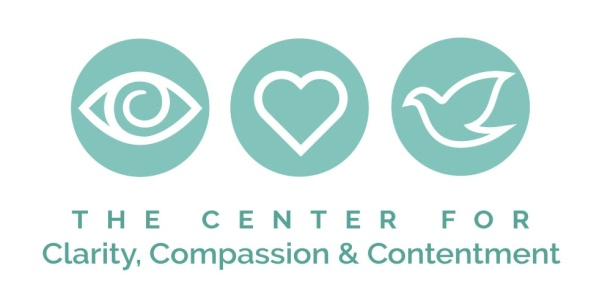 THE CENTER FOR
Clarity, Compassion & Contentment